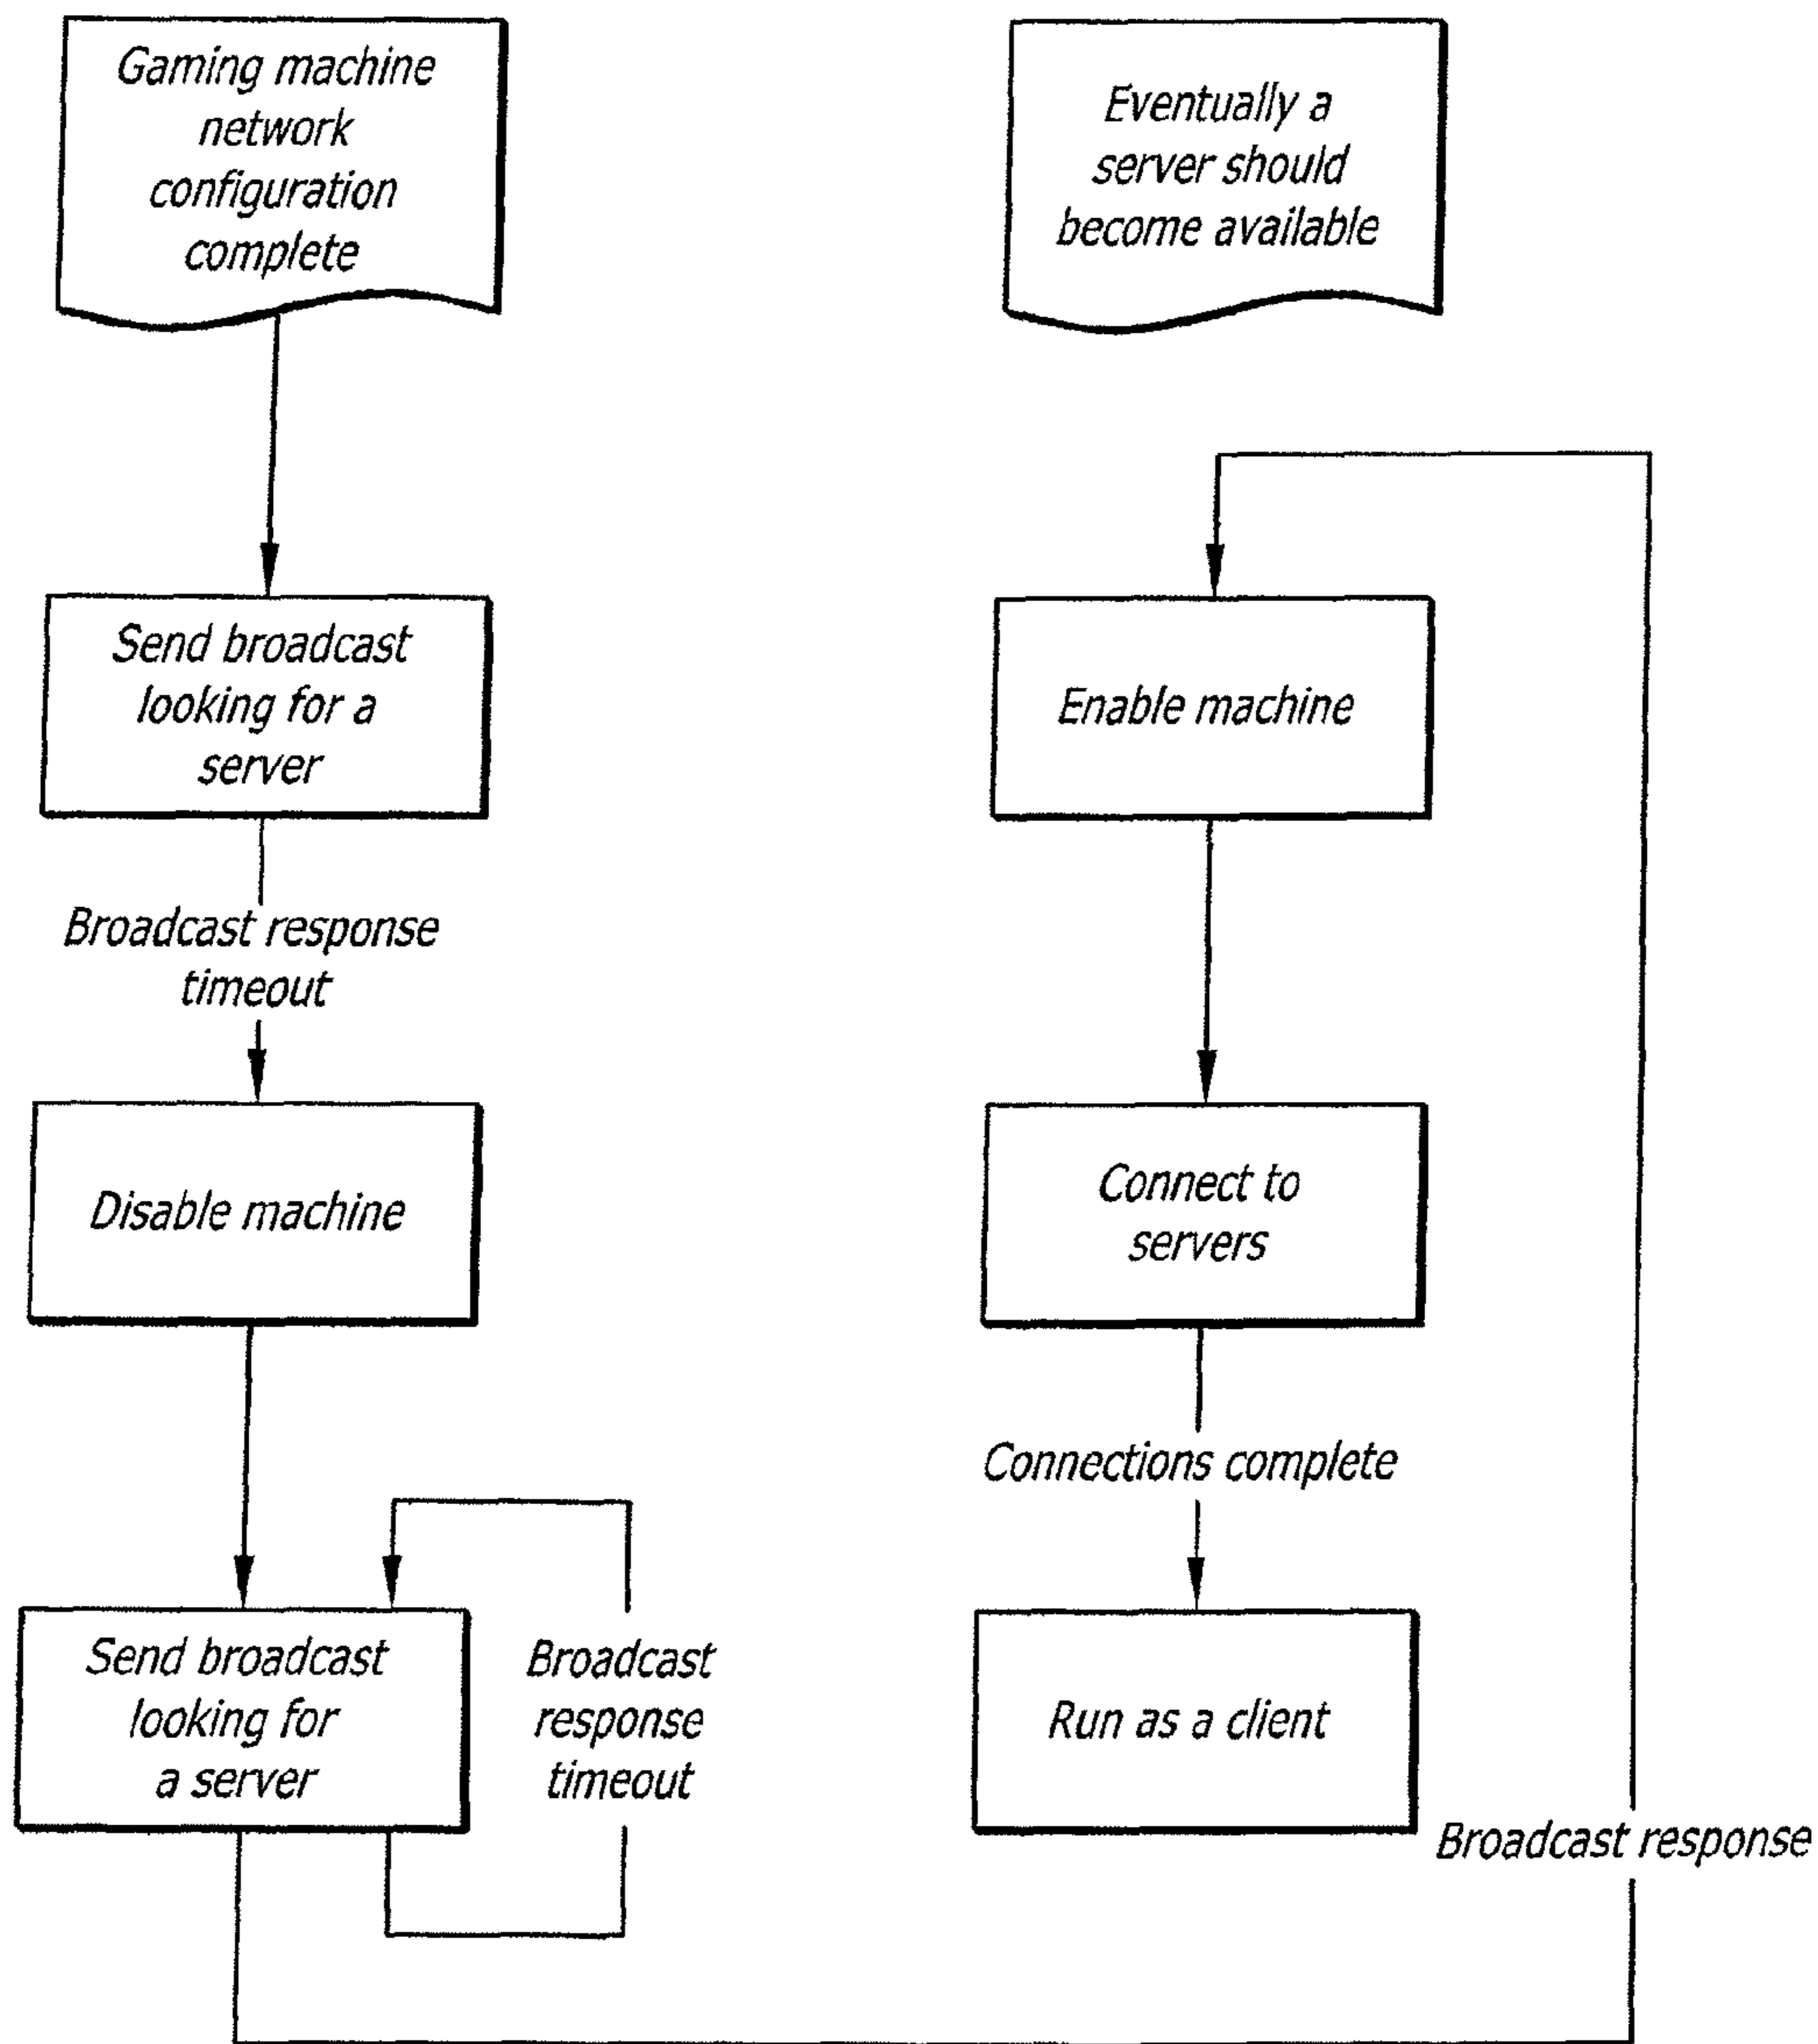 Gaming machine
network
configuration
complete
Send broadcast
looking for a
server
Broadcast response
timeout
Disable machine
Send broadcast
looking for
a server
Broadcast
response
timeout
Eventually a
server should
become available
Enable machine
Connect to
servers
Connections complete
Run as a client
Broadcast response